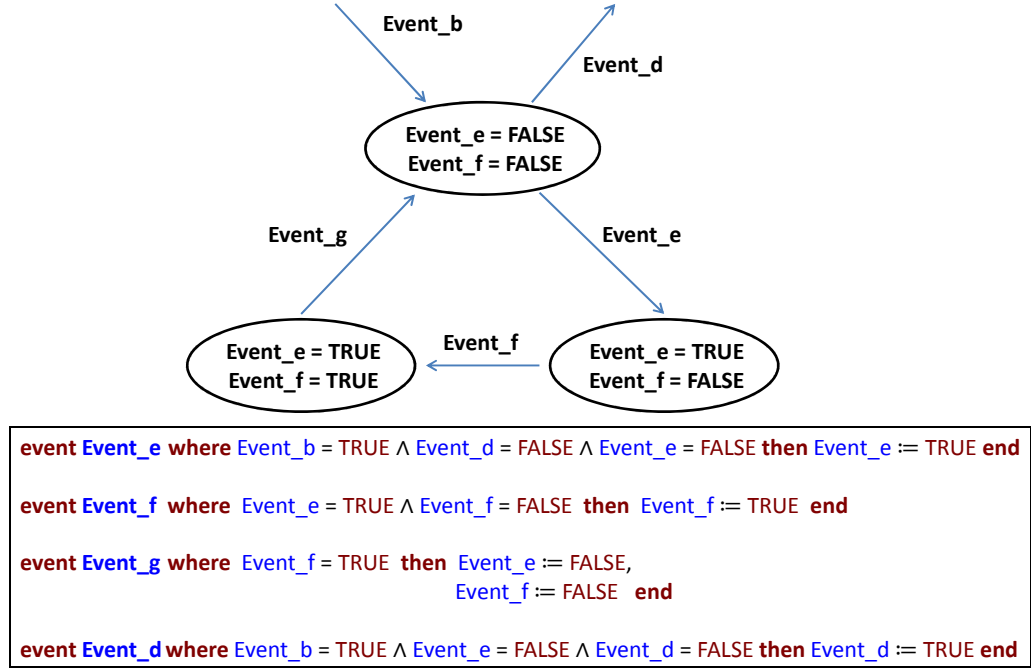 Event_b
Event_d
Event_e = FALSE
Event_f = FALSE
Event_g
Event_e
Event_f
Event_e = TRUE
Event_f = TRUE
Event_e = TRUE
Event_f = FALSE
event Event_e where Event_b = TRUE ∧ Event_d = FALSE ∧ Event_e = FALSE then Event_e ≔ TRUE end
event Event_f where Event_e = TRUE ∧ Event_f = FALSE then Event_f ≔ TRUE end
event Event_g where Event_f = TRUE then Event_e ≔ FALSE,
Event_f ≔ FALSE end
event Event_d where Event_b = TRUE ∧ Event_e = FALSE ∧ Event_d = FALSE then Event_d ≔ TRUE end